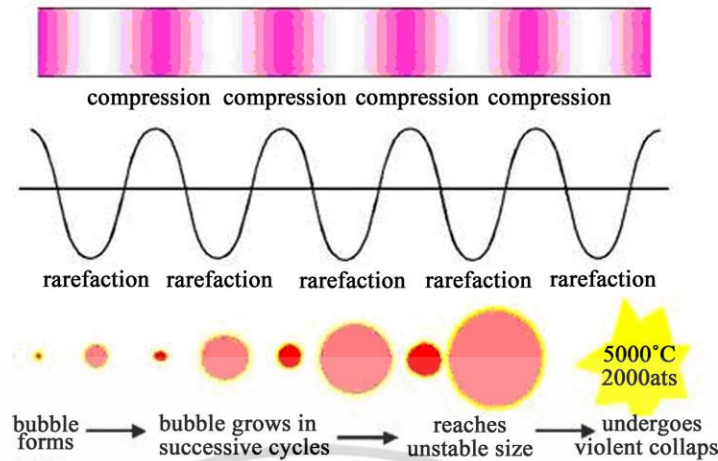 compression compression compression compression
rarefaction rarefaction rarefaction rarefaction rarefaction
5000°C
2000ats
bubble
forms
bubble grows in
successive cycles
reaches
unstable size
undergoes
violent collaps